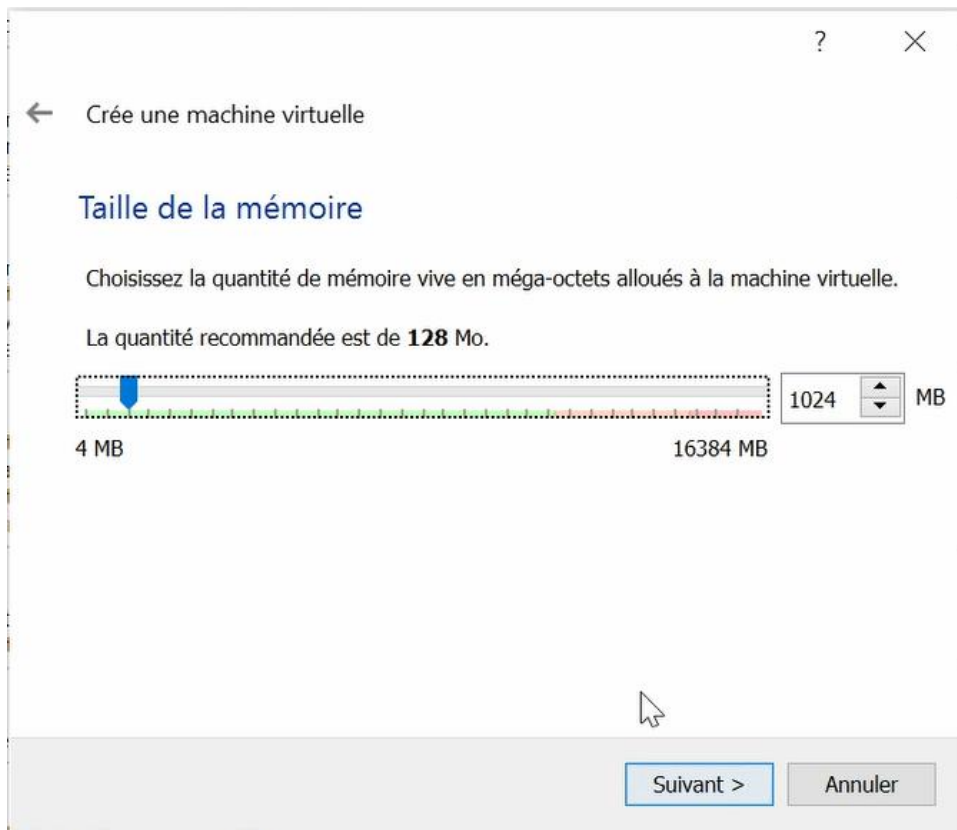 ?
Crée une machine virtuelle
Taille de la mémoire
Choisissez la quantité de mémoire vive en méga-octets alloués à la machine virtuelle.
La quantité recommandée est de 128 Mo.
1024 MB
4 MB 16384 MB
Suivant > Annuler